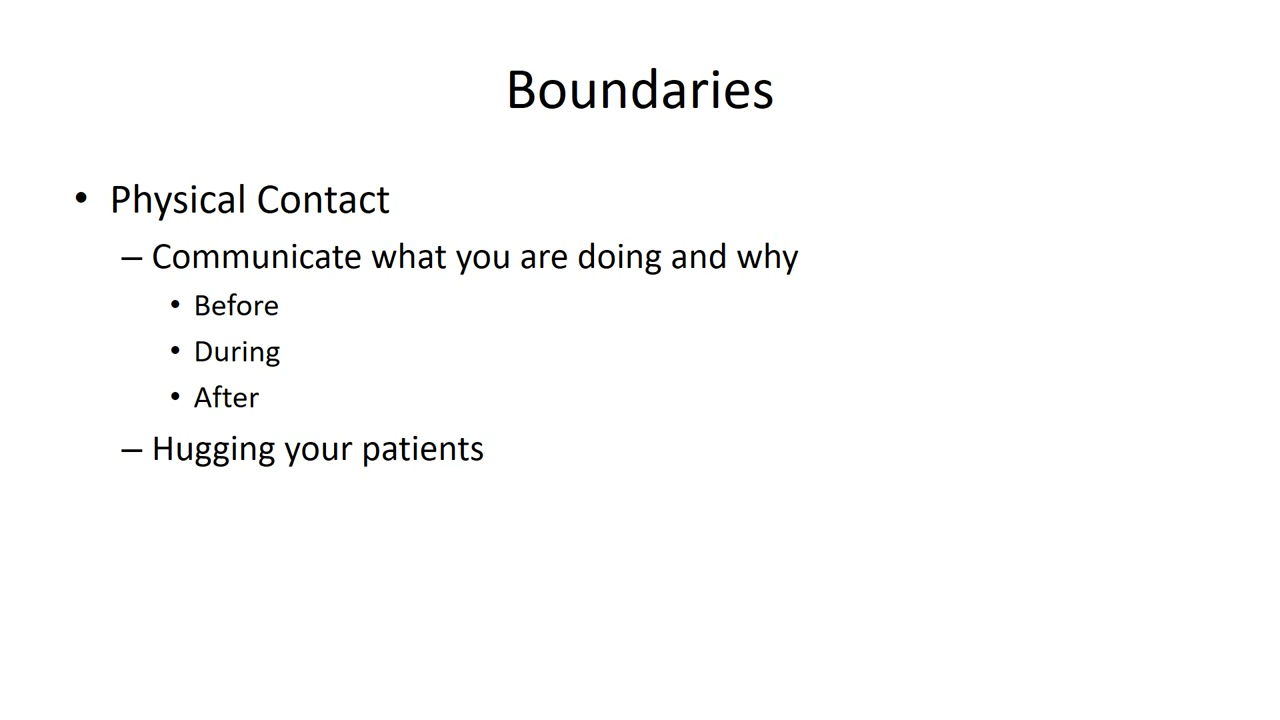 Boundaries
• Physical Contact
– Communicate what you are doing and why
• Before
• During
• After
– Hugging your patients